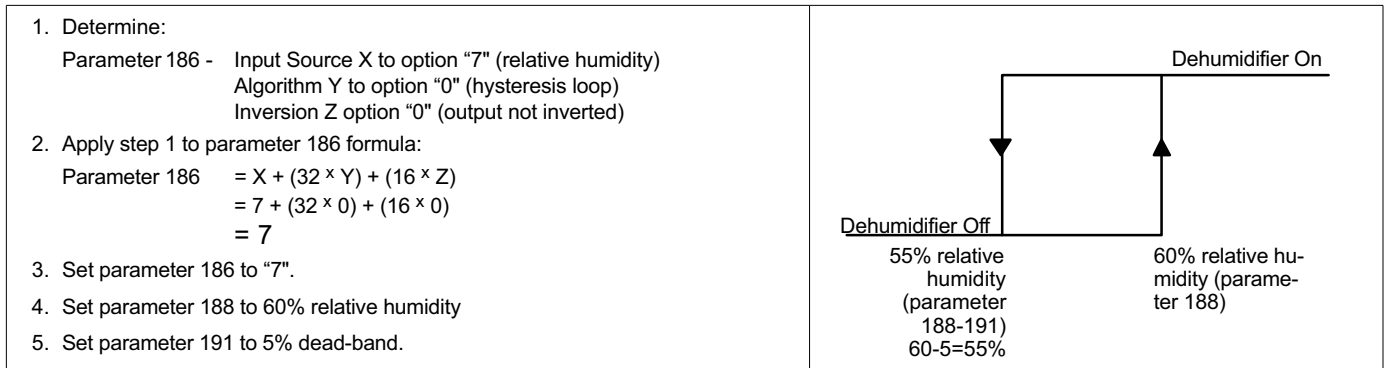 1. Determine:
Parameter 186 - Input Source X to option “7" (relative humidity)
Algorithm Y to option “0" (hysteresis loop)
Inversion Z option “0" (output not inverted)
2. Apply step 1 to parameter 186 formula:
Parameter 186 = X + (32 x Y) + (16 x Z)
= 7 + (32 x 0) + (16 x 0)
= 7
3. Set parameter 186 to “7".
4. Set parameter 188 to 60% relative humidity
5. Set parameter 191 to 5% dead-band.
Dehumidifier On
Dehumidifier Off
55% relative
humidity
(parameter
188-191)
60-5=55%
60% relative hu-
midity (parame-
ter 188)